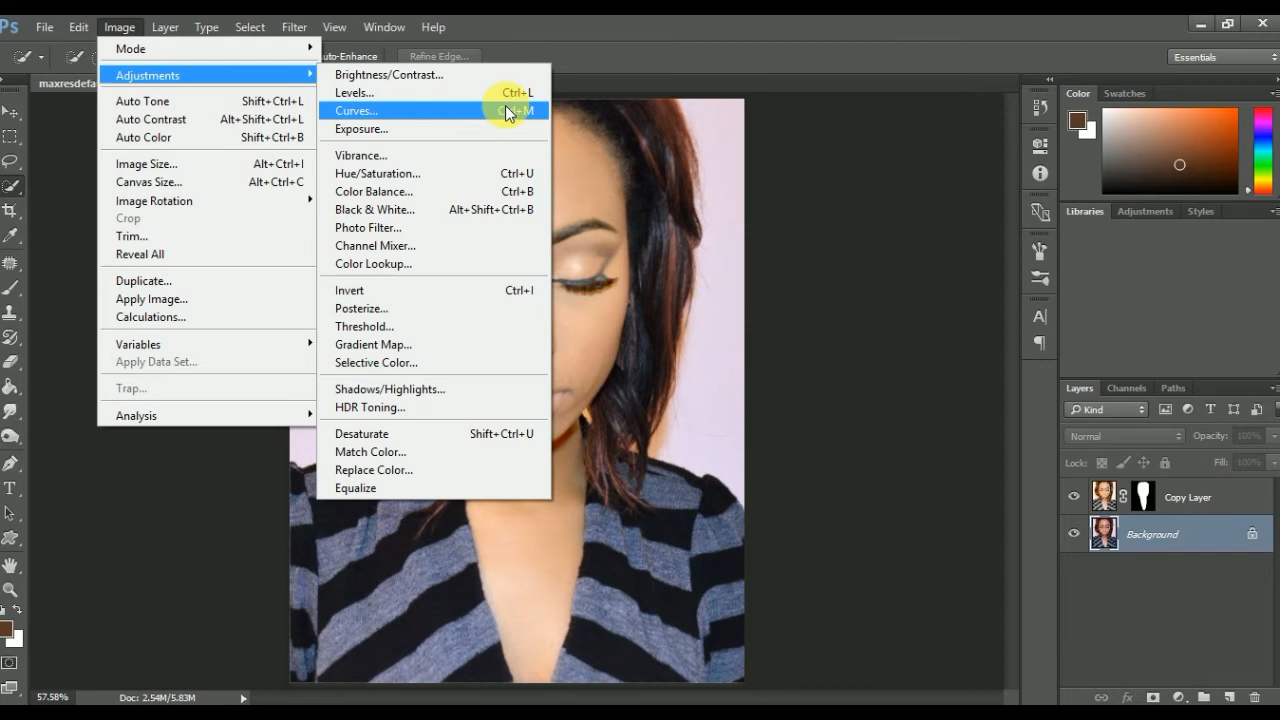 Ps File Edit Image Layer Type Select Filter View Window Help
Auto-Enhance Refine Edge... Essentials
Mode
Adjustments
Auto Tone Shift+Ctrl+L
Auto Contrast Alt+Shift+Ctrl+L
Auto Color Shift+Ctrl+B
Image Size... Alt+Ctrl+I
Canvas Size... Alt+Ctrl+C
Image Rotation
Crop
Trim...
Reveal All
Duplicate...
Apply Image...
Calculations...
Variables
Apply Data Set...
Trap...
Analysis
Brightness/Contrast...
Levels... Ctrl+L
Curves... Ctrl+M
Exposure...
Vibrance...
Hue/Saturation... Ctrl+U
Color Balance... Ctrl+B
Black & White... Alt+Shift+Ctrl+B
Photo Filter...
Channel Mixer...
Color Lookup...
Invert Ctrl+I
Posterize...
Threshold...
Gradient Map...
Selective Color...
Shadows/Highlights...
HDR Toning...
Desaturate Shift+Ctrl+U
Match Color...
Replace Color...
Equalize
maxresdefa
Color Swatches
Libraries Adjustments Styles
Layers Channels Paths
Kind
Normal Opacity: 100%
Lock: Fill: 100%
Copy Layer
Background
57.58% Doc: 2.54M/5.83M